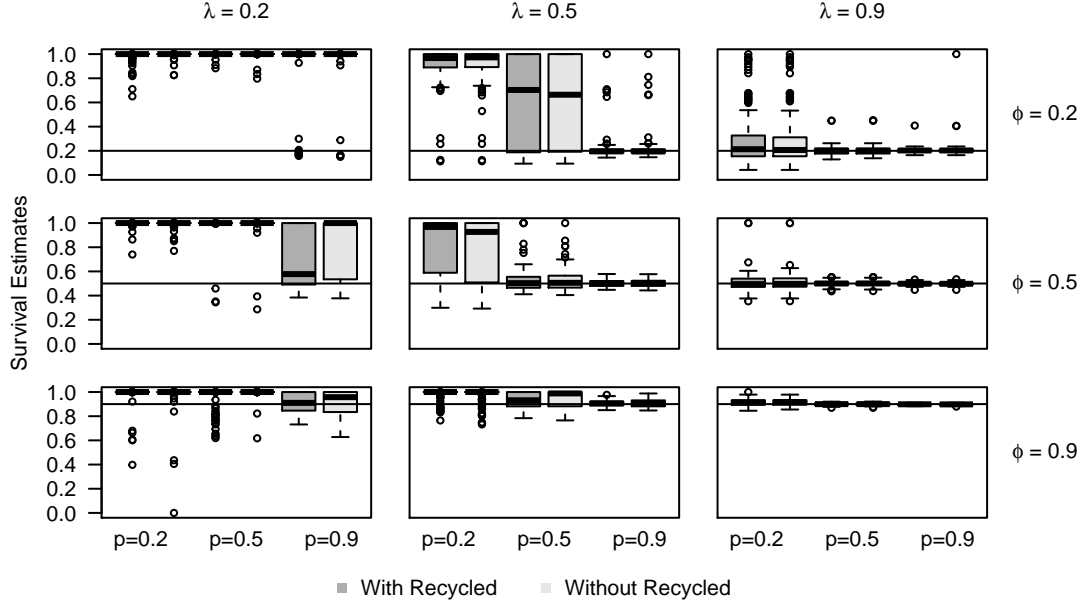 λ = 0.2 λ = 0.5 λ = 0.9
Survival Estimates
1.0
0.8
0.6
0.4
0.2
0.0
ϕ = 0.2
1.0
0.8
0.6
0.4
0.2
0.0
ϕ = 0.5
1.0
0.8
0.6
0.4
0.2
0.0
ϕ = 0.9
p=0.2 p=0.5 p=0.9 p=0.2 p=0.5 p=0.9 p=0.2 p=0.5 p=0.9
With Recycled Without Recycled